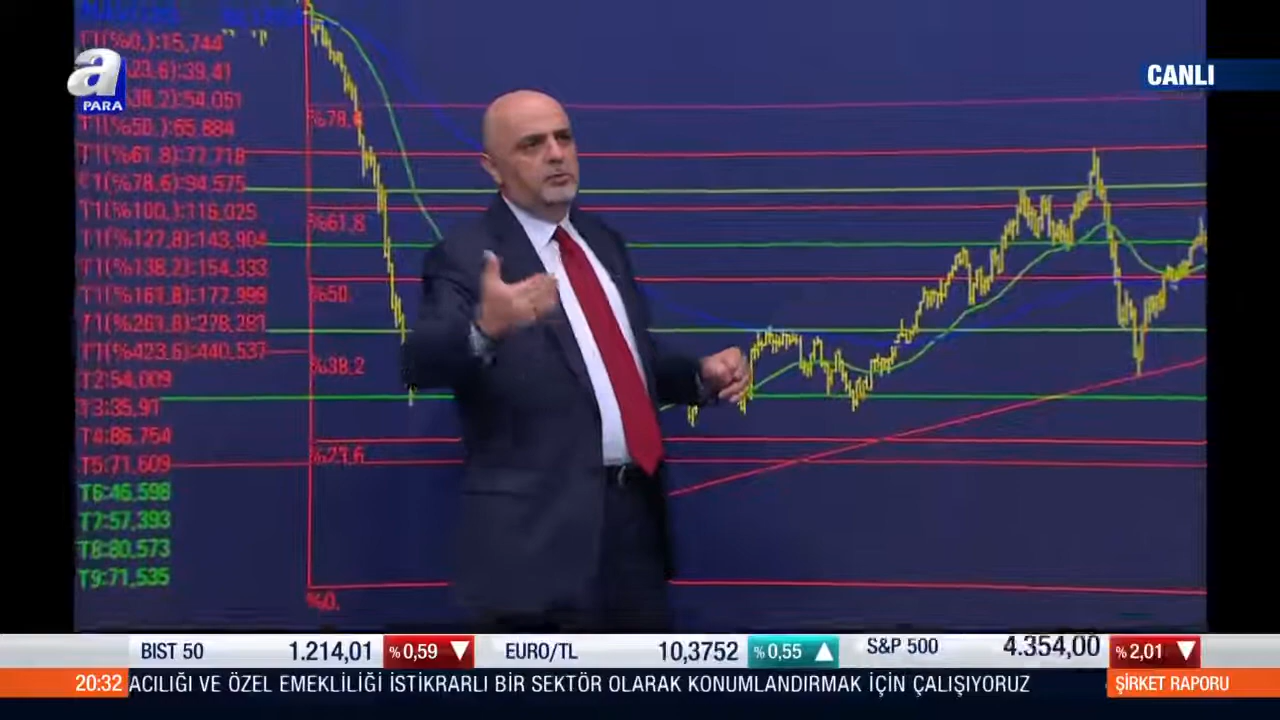 T1(%0,):15,744
23,6):39,41
38,2):54,051
T1(%50,):65,884
T1(%61,8):77,718
T1(%78,6):94,575
T1(%100,):116,025
T1(%127,8):143,904
T1(%138,2):154,333
T1(%161,8):177,999
T1(%261,8):278,281
T1(%423,6):440,537
T2:54,009
T3:35,91
T4:86,754
T5:71,609
T6:46,598
T7:57,393
T8:80,573
T9:71,535
a
PARA
CANLI
%78,6
%61,8
%50,
%38,2
%23,6
%0,
BIST 50 1.214,01 %0,59
EURO/TL 10,3752 %0,55
S&P 500 4.354,00 %2,01
20:32 ACILIĞI VE ÖZEL EMEKLİLİĞİ İSTİKRARLI BİR SEKTÖR OLARAK KONUMLANDIRMAK İÇİN ÇALIŞIYORUZ
ŞİRKET RAPORU